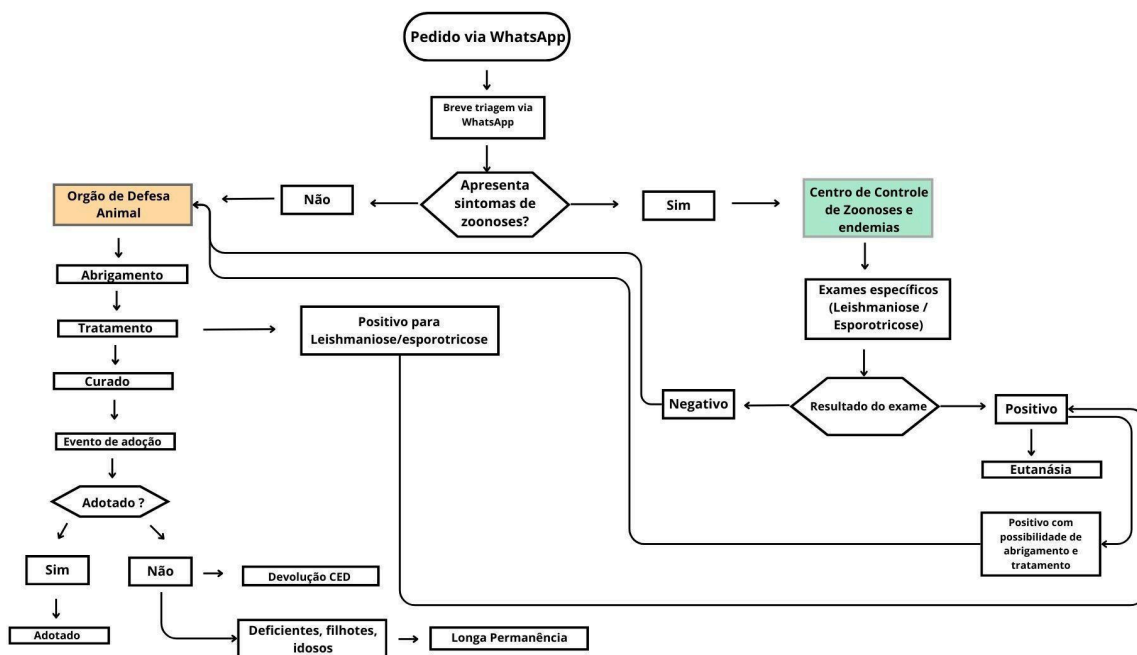 Pedido via WhatsApp
Breve triagem via
WhatsApp
Apresenta
sintomas de
zoonoses?
Não
Sim
Orgão de Defesa
Animal
Centro de Controle
de Zoonoses e
endemias
Abrigamento
Exames específicos
(Leishmaniose /
Esporotricose)
Tratamento
Positivo para
Leishmaniose/esporotricose
Curado
Negativo
Resultado do exame
Positivo
Evento de adoção
Eutanásia
Adotado ?
Positivo com
possibilidade de
abrigamento e
tratamento
Sim
Não
Devolução CED
Adotado
Deficientes, filhotes,
idosos
Longa Permanência